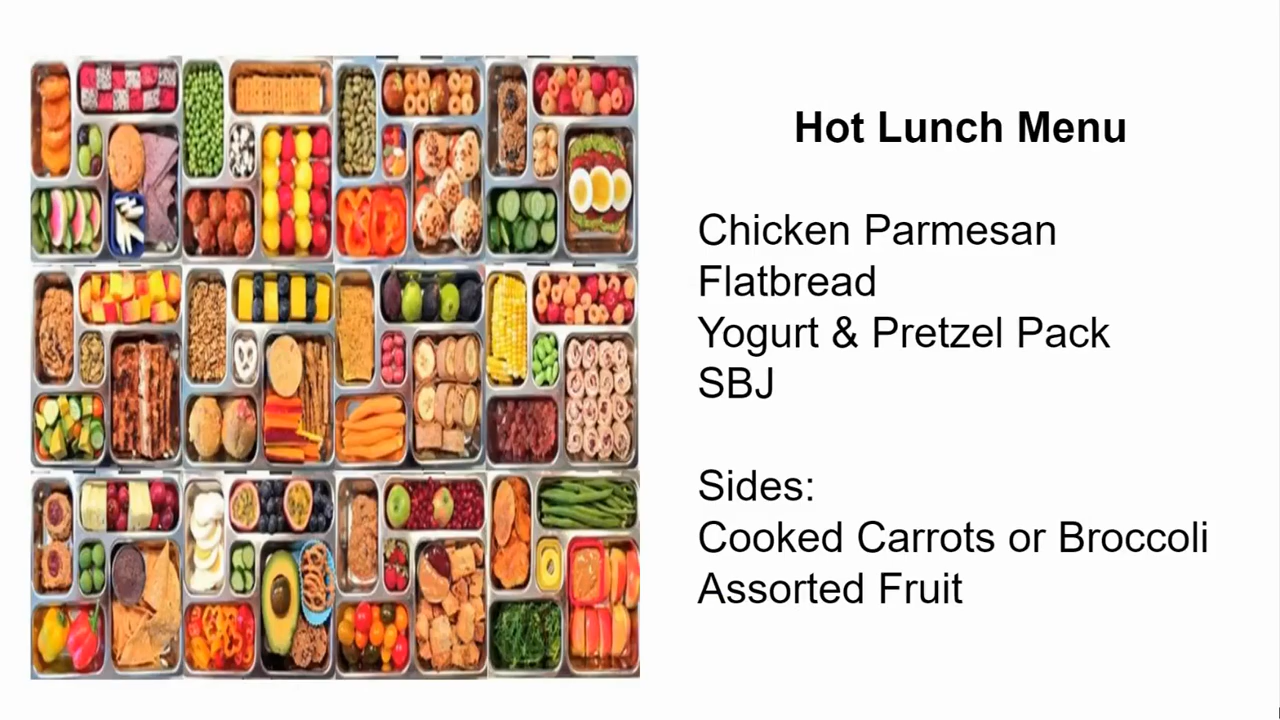 Hot Lunch Menu
Chicken Parmesan
Flatbread
Yogurt & Pretzel Pack
SBJ
Sides:
Cooked Carrots or Broccoli
Assorted Fruit